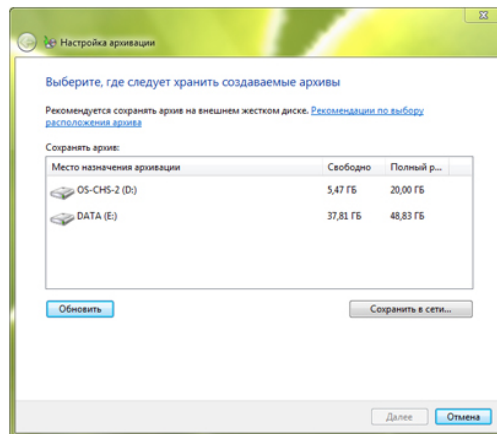 Настройка архивации
Выберите, где следует хранить создаваемые архивы
Рекомендуется сохранять архив на внешнем жестком диске. Рекомендации по выбору
расположения архива
Сохранять архив:
Место назначения архивации Свободно Полный р...
OS-CHS-2 (D:) 5,47 ГБ 20,00 ГБ
DATA (E:) 37,81 ГБ 48,83 ГБ
Обновить Сохранить в сети...
Далее Отмена